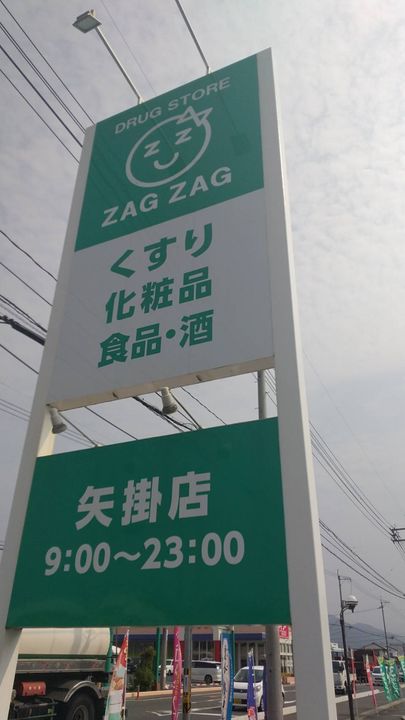 DRUG STORE
ZZ
ZAG ZAG
くすり
化粧品
食品・酒
矢掛店
9:00～23:00